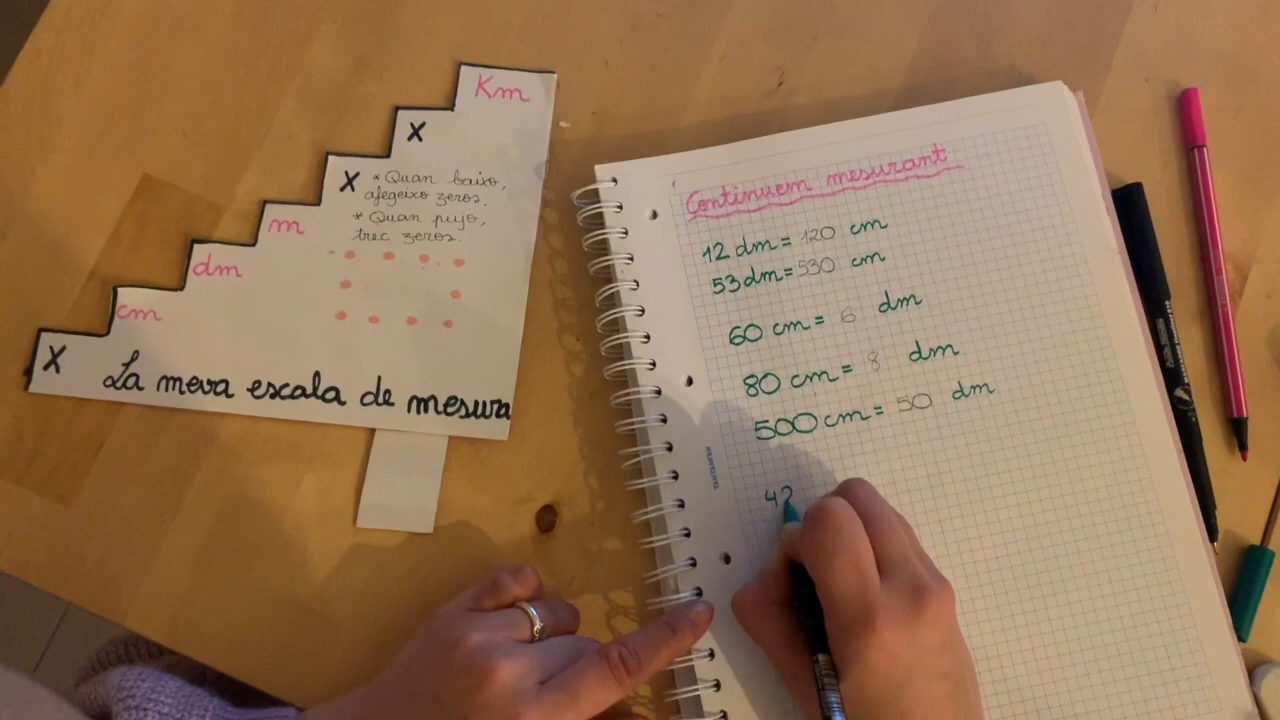 Km
X
X
* Quan baixo,
afegeixo zeros.
* Quan pujo,
trec zeros.
m
dm
cm
X
La meva escala de mesura
Continuem mesurant
12 dm = 120 cm
53 dm = 530 cm
60 cm = 6 dm
80 cm = 8 dm
500 cm = 50 dm
42